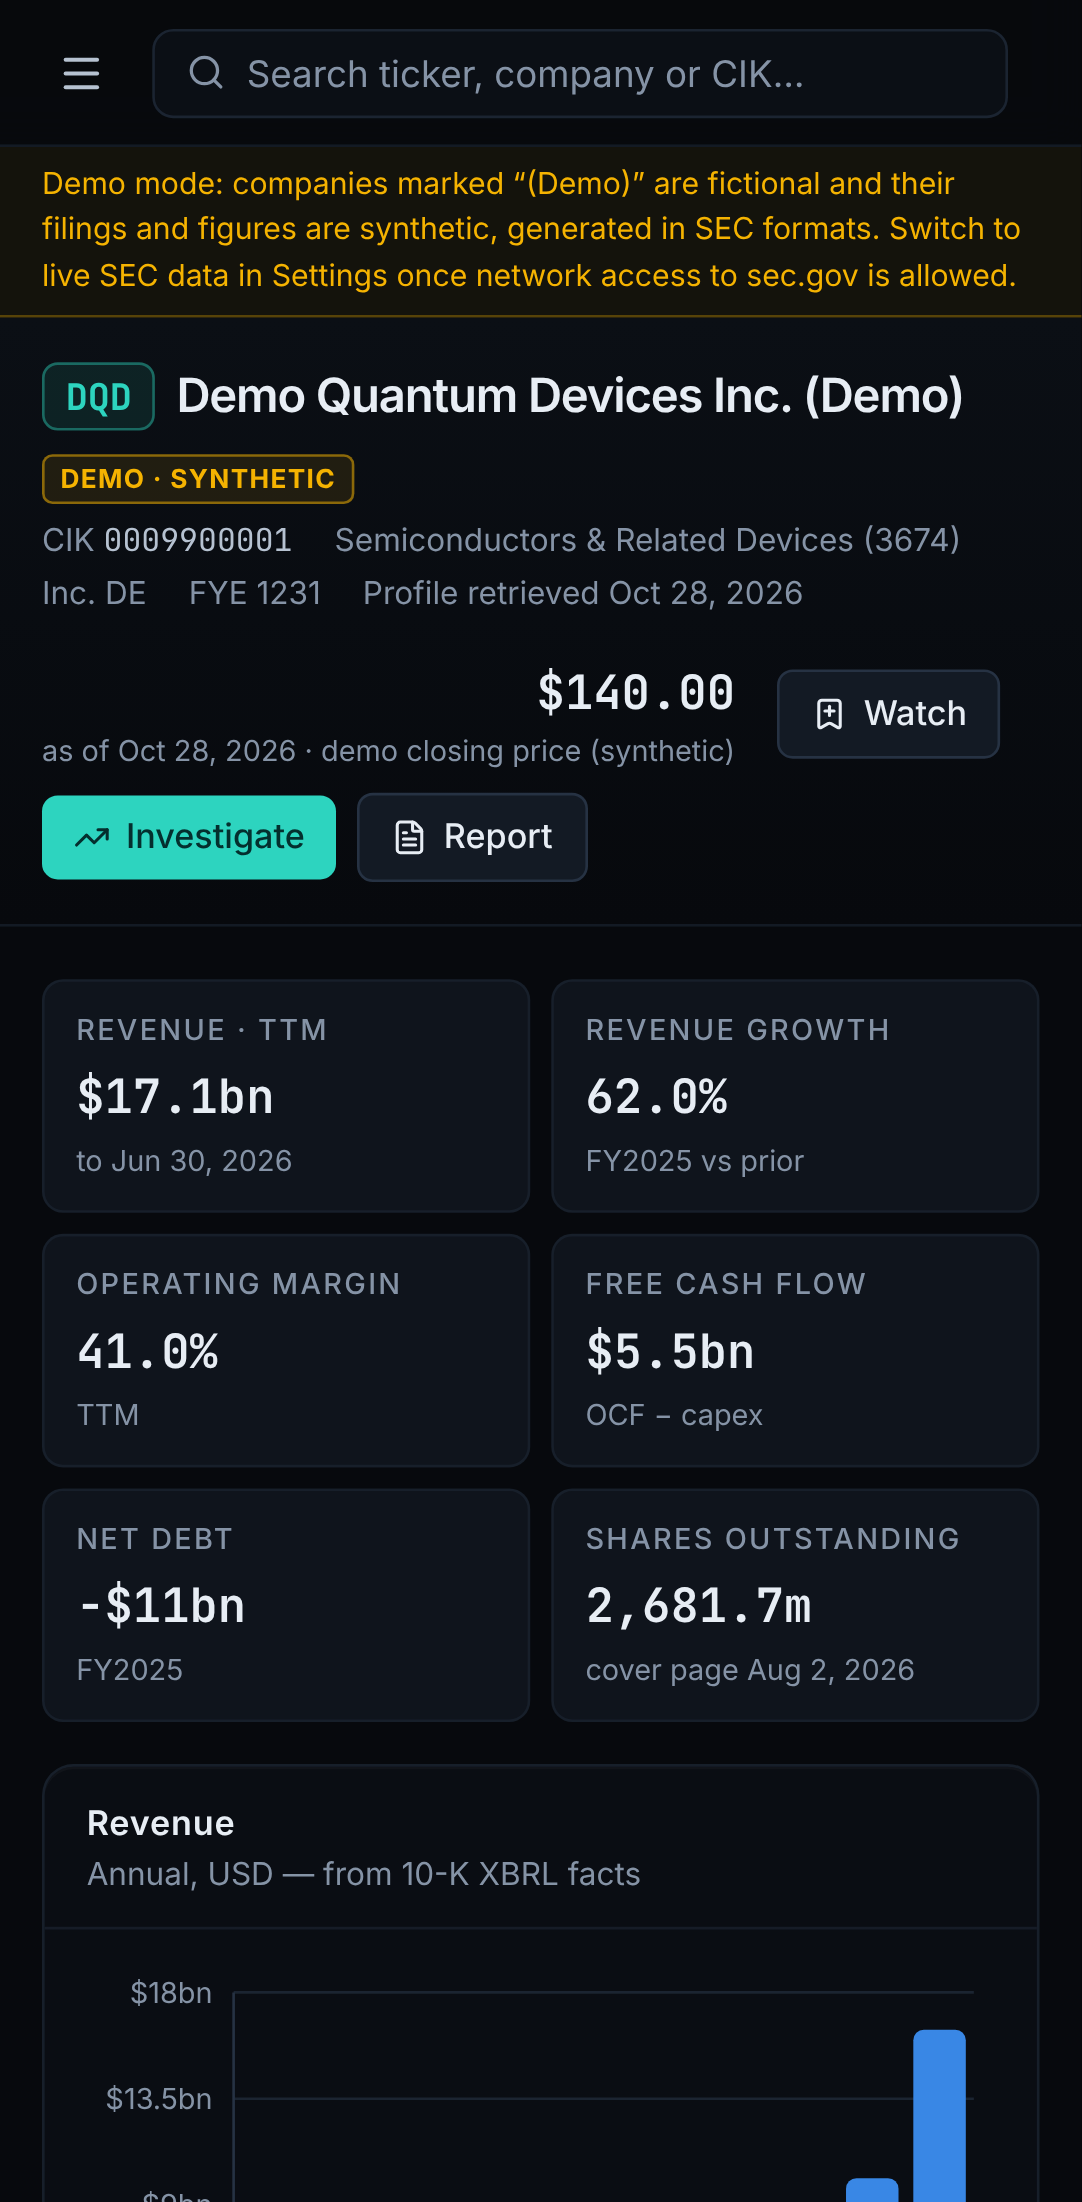 Search ticker, company or CIK...
Demo mode: companies marked “(Demo)” are fictional and their
filings and figures are synthetic, generated in SEC formats. Switch to
live SEC data in Settings once network access to sec.gov is allowed.
DQD Demo Quantum Devices Inc. (Demo)
DEMO · SYNTHETIC
CIK 0009900001 Semiconductors & Related Devices (3674)
Inc. DE FYE 1231 Profile retrieved Oct 28, 2026
$140.00
as of Oct 28, 2026 · demo closing price (synthetic)
Watch
Investigate
Report
REVENUE · TTM
$17.1bn
to Jun 30, 2026
REVENUE GROWTH
62.0%
FY2025 vs prior
OPERATING MARGIN
41.0%
TTM
FREE CASH FLOW
$5.5bn
OCF − capex
NET DEBT
-$11bn
FY2025
SHARES OUTSTANDING
2,681.7m
cover page Aug 2, 2026
Revenue
Annual, USD — from 10-K XBRL facts
$18bn
$13.5bn